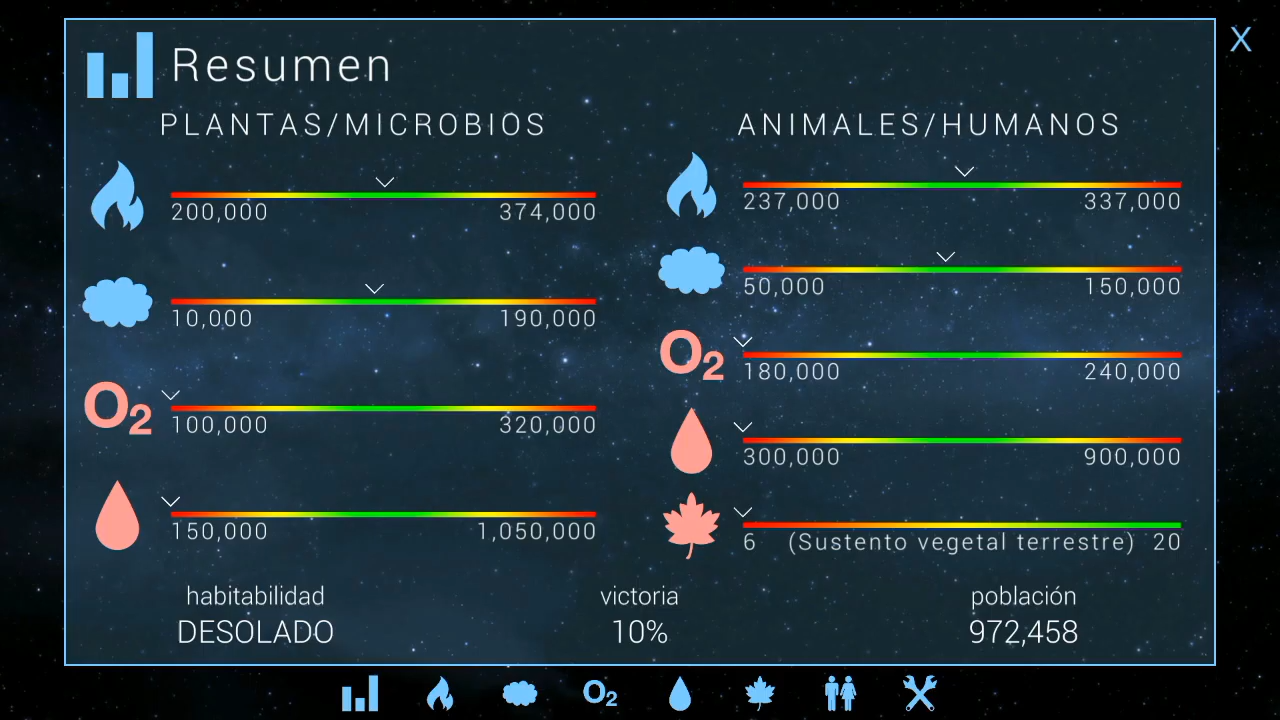 Resumen
X
PLANTAS/MICROBIOS
200,000 374,000
10,000 190,000
O2
100,000 320,000
150,000 1,050,000
ANIMALES/HUMANOS
237,000 337,000
50,000 150,000
O2
180,000 240,000
300,000 900,000
6 (Sustento vegetal terrestre) 20
habitabilidad
DESOLADO
victoria
10%
población
972,458
O2